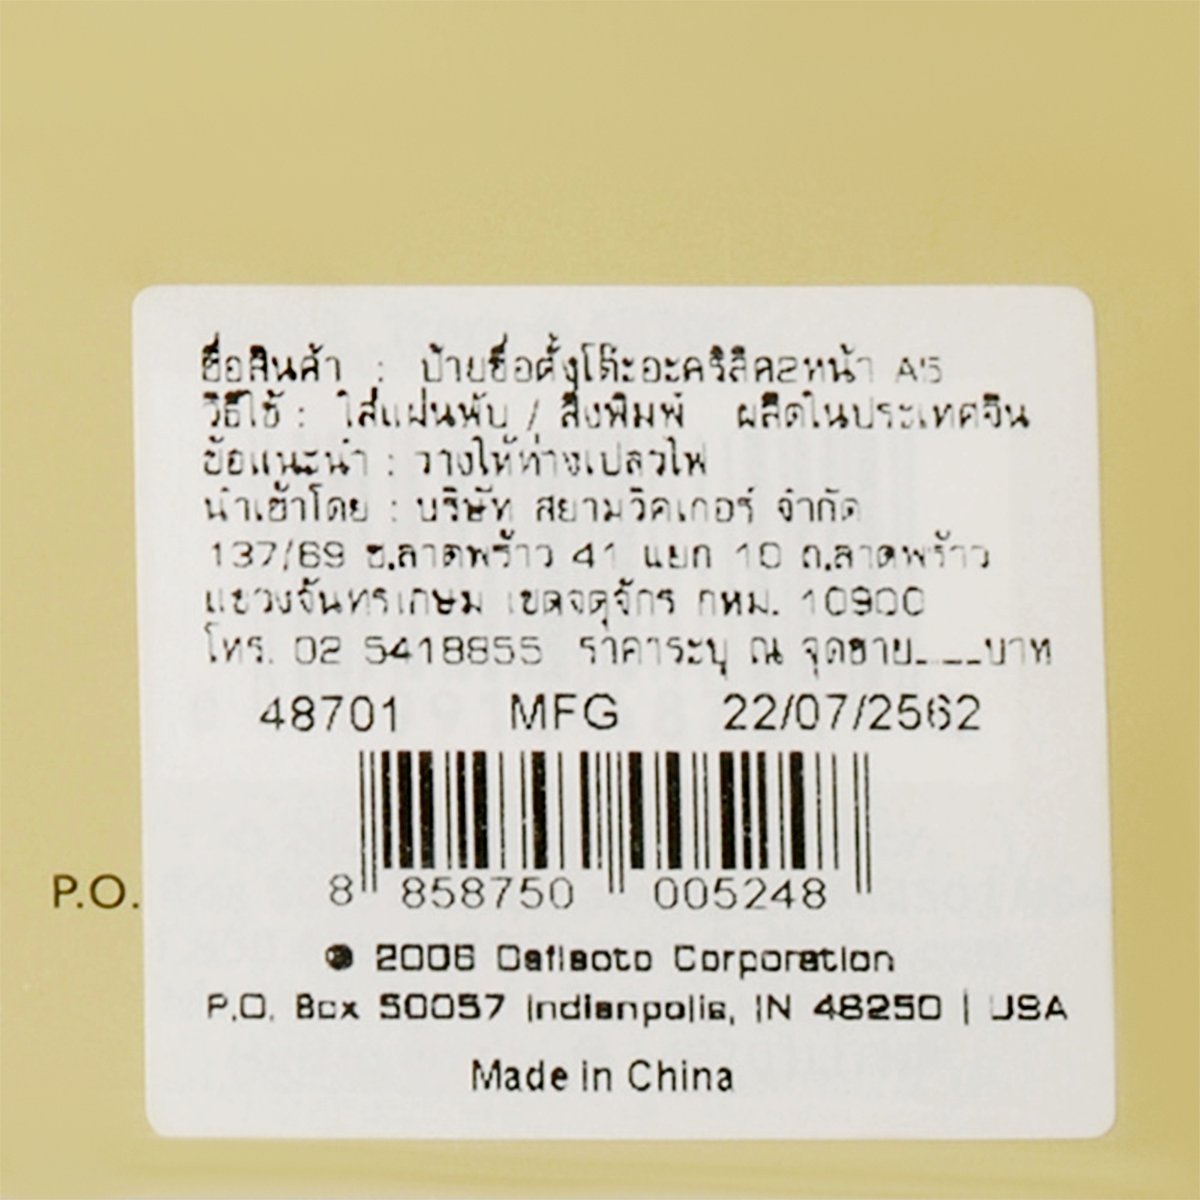 ชื่อสินค้า : ป้ายชื่อตั้งโต๊ะอะคริลิค2หน้า A5
วิธีใช้ : ใส่แผ่นพับ / สิ่งพิมพ์ ผลิตในประเทศจีน
ข้อแนะนำ : วางให้ห่างเปลวไฟ
นำเข้าโดย : บริษัท สยามวิคเกอร์ จำกัด
137/69 ซ.ลาดพร้าว 41 แยก 10 ถ.ลาดพร้าว
แขวงจันทรเกษม เขตจตุจักร กทม. 10900
โทร. 02 5418855 ราคาระบุ ณ จุดขาย____บาท
48701 MFG 22/07/2562
8 858750 005248
P.O.
© 2006 Deflecto Corporation
P.O. Box 50057 Indianpolis, IN 48250 | USA
Made in China